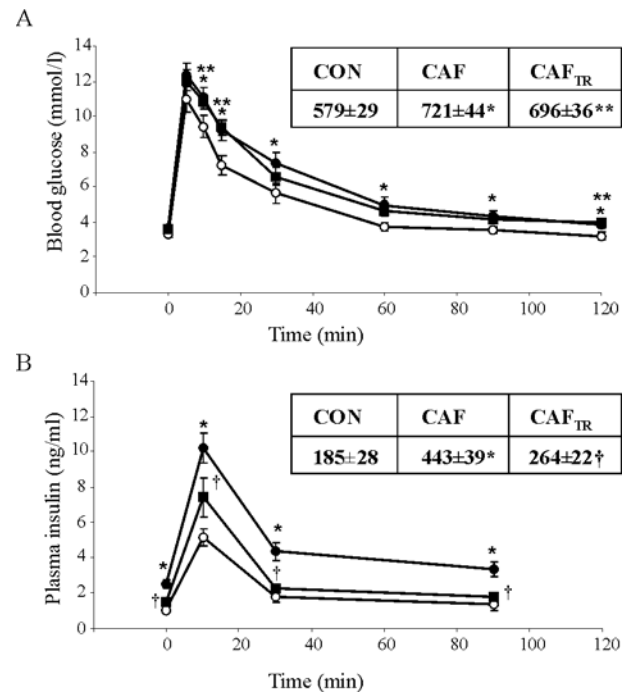 A
Blood glucose (mmol/l)
14
12
10
8
6
4
2
0
** * ** * * * * ** *
CON CAF CAF_TR
579±29 721±44* 696±36**
0 20 40 60 80 100 120
Time (min)
B
Plasma insulin (ng/ml)
14
12
10
8
6
4
2
0
* * * *
† † † †
CON CAF CAF_TR
185±28 443±39* 264±22†
0 20 40 60 80 100 120
Time (min)